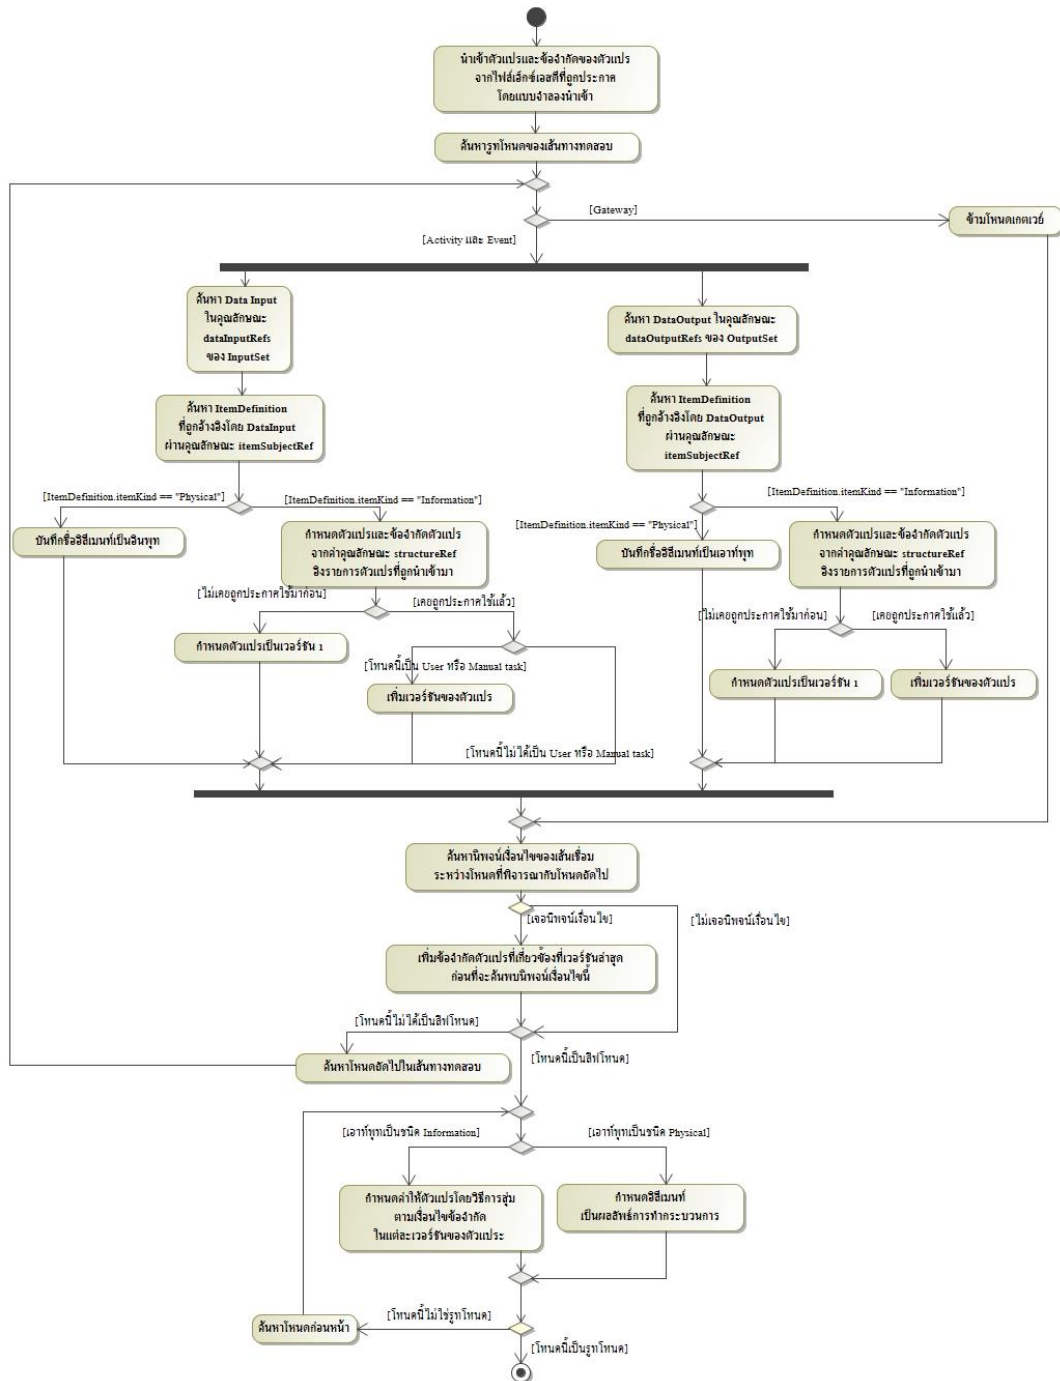 นำเข้าตัวแปรและข้อจำกัดของตัวแปร
จากไฟล์เอ็กซ์เอสดีที่ถูกประกาศ
โดยแบบจำลองนำเข้า
ค้นหารูทโหนดของเส้นทางทดสอบ
[Gateway]
ข้ามโหนดเกตเวย์
[Activity และ Event]
ค้นหา Data Input
ในคุณลักษณะ
dataInputRefs
ของ InputSet
ค้นหา DataOutput ในคุณลักษณะ
dataOutputRefs ของ OutputSet
ค้นหา ItemDefinition
ที่ถูกอ้างอิงโดย DataInput
ผ่านคุณลักษณะ itemSubjectRef
ค้นหา ItemDefinition
ที่ถูกอ้างอิงโดย DataOutput
ผ่านคุณลักษณะ
itemSubjectRef
[ItemDefinition.itemKind == "Physical"]
[ItemDefinition.itemKind == "Information"]
[ItemDefinition.itemKind == "Information"]
[ItemDefinition.itemKind == "Physical"]
บันทึกชื่ออิลิเมนท์เป็นอินพุท
กำหนดตัวแปรและข้อจำกัดตัวแปร
จากค่าคุณลักษณะ structureRef
อิงรายการตัวแปรที่ถูกนำเข้ามา
บันทึกชื่ออิลิเมนท์เป็นเอาท์พุท
กำหนดตัวแปรและข้อจำกัดตัวแปร
จากค่าคุณลักษณะ structureRef
อิงรายการตัวแปรที่ถูกนำเข้ามา
[ไม่เคยถูกประกาศใช้มาก่อน]
[เคยถูกประกาศใช้แล้ว]
[ไม่เคยถูกประกาศใช้มาก่อน]
[เคยถูกประกาศใช้แล้ว]
กำหนดตัวแปรเป็นเวอร์ชัน 1
[โหนดนี้เป็น User หรือ Manual task]
เพิ่มเวอร์ชันของตัวแปร
กำหนดตัวแปรเป็นเวอร์ชัน 1
เพิ่มเวอร์ชันของตัวแปร
[โหนดนี้ไม่ได้เป็น User หรือ Manual task]
ค้นหานิพจน์เงื่อนไขของเส้นเชื่อม
ระหว่างโหนดที่พิจารณากับโหนดถัดไป
[เจอนิพจน์เงื่อนไข]
[ไม่เจอนิพจน์เงื่อนไข]
เพิ่มข้อจำกัดตัวแปรที่เกี่ยวข้องที่เวอร์ชันล่าสุด
ก่อนที่จะค้นพบนิพจน์เงื่อนไขนี้
[โหนดนี้ไม่ได้เป็นลีฟโหนด]
[โหนดนี้เป็นลีฟโหนด]
ค้นหาโหนดถัดไปในเส้นทางทดสอบ
[เอาท์พุทเป็นชนิด Information]
[เอาท์พุทเป็นชนิด Physical]
กำหนดค่าให้ตัวแปรโดยวิธีการสุ่ม
ตามเงื่อนไขข้อจำกัด
ในแต่ละเวอร์ชันของตัวแประ
กำหนดอิลิเมนท์
เป็นผลลัพธ์การทำกระบวนการ
[โหนดนี้ไม่ใช่รูทโหนด]
ค้นหาโหนดก่อนหน้า
[โหนดนี้เป็นรูทโหนด]